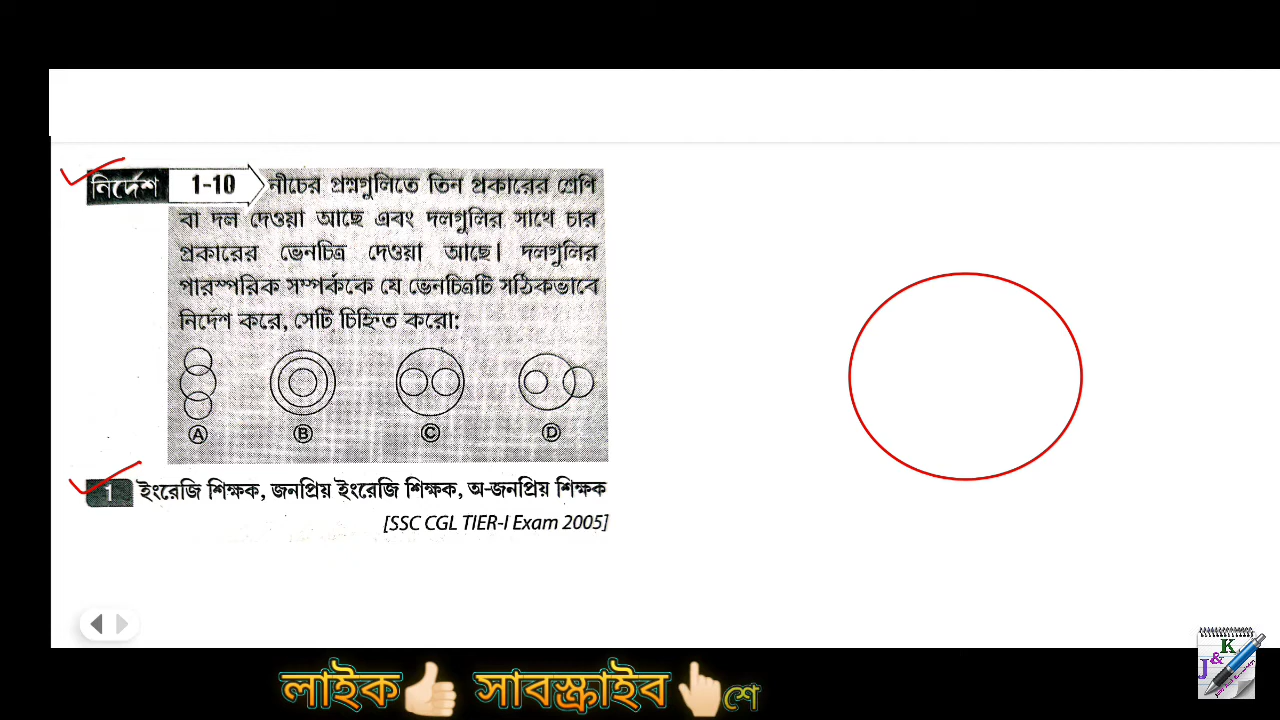 নির্দেশ 1-10 নীচের প্রশ্নগুলিতে তিন প্রকারের শ্রেণি
বা দল দেওয়া আছে এবং দলগুলির সাথে চার
প্রকারের ভেনচিত্র দেওয়া আছে। দলগুলির
পারস্পরিক সম্পর্ককে যে ভেনচিত্রটি সঠিকভাবে
নির্দেশ করে, সেটি চিহ্নিত করো:
A B C D
1 ইংরেজি শিক্ষক, জনপ্রিয় ইংরেজি শিক্ষক, অ-জনপ্রিয় শিক্ষক
[SSC CGL TIER-I Exam 2005]
J&K
লাইক সাবস্ক্রাইব শে